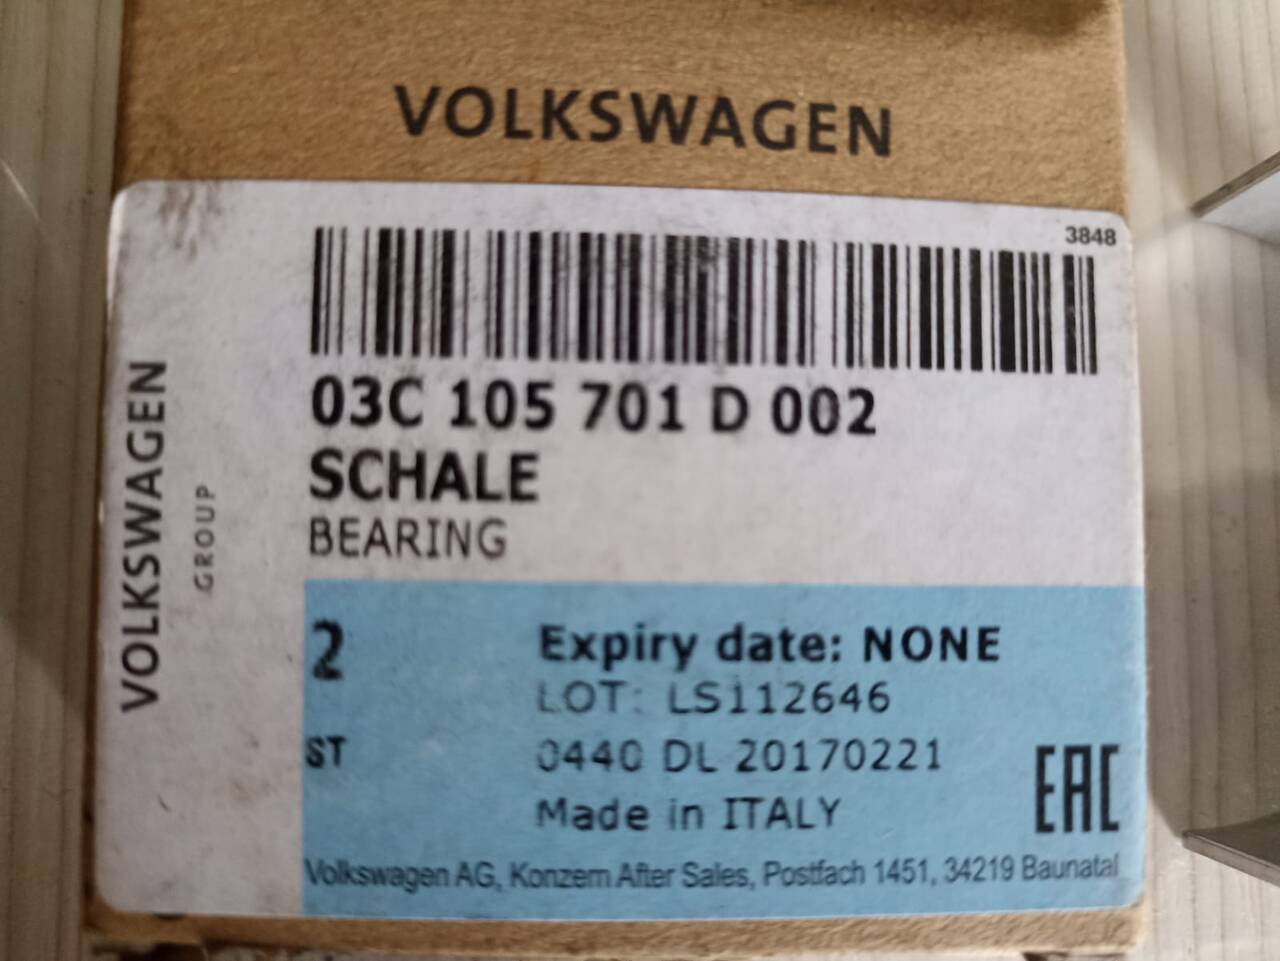 VOLKSWAGEN
3848
03C 105 701 D 002
SCHALE
BEARING
VOLKSWAGEN
GROUP
2
Expiry date: NONE
LOT: LS112646
ST
0440 DL 20170221
EAC
Made in ITALY
Volkswagen AG, Konzern After Sales, Postfach 1451, 34219 Baunatal